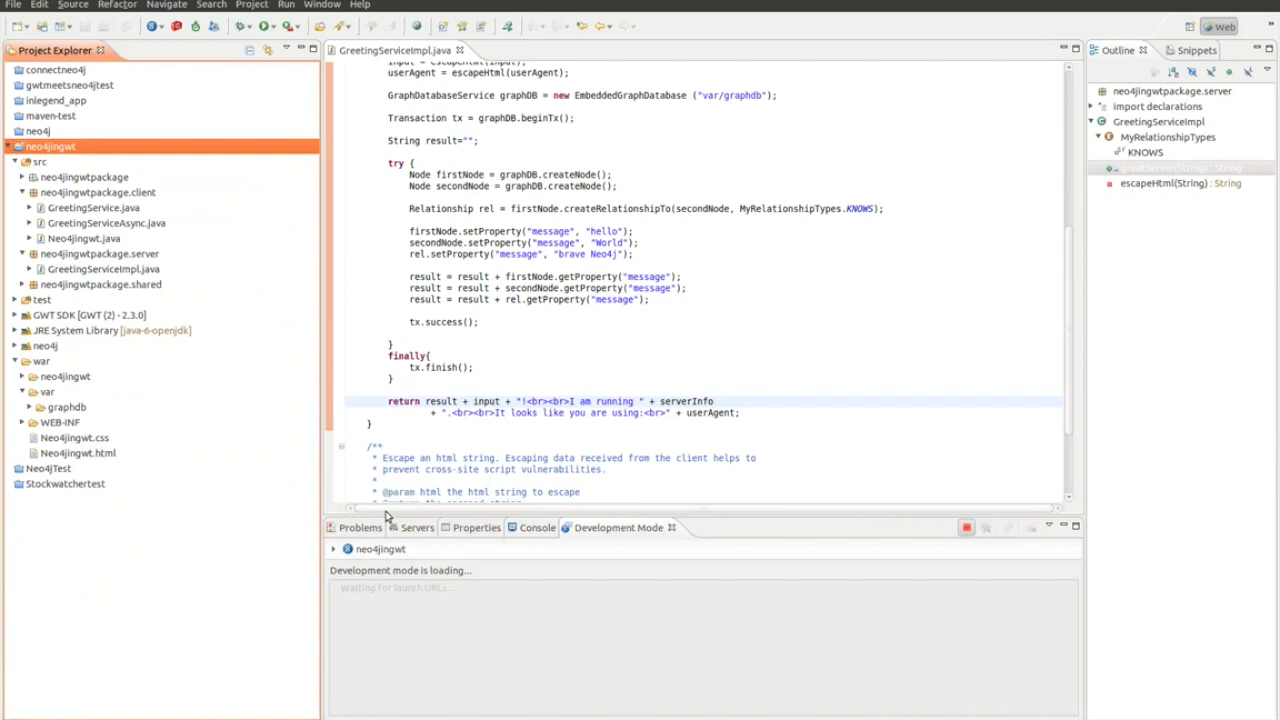 File Edit Source Refactor Navigate Search Project Run Window Help
Web
Project Explorer
connectneo4j
gwtmeetsneo4jtest
inlegend_app
maven-test
neo4j
neo4jingwt
src
neo4jingwtpackage
neo4jingwtpackage.client
GreetingService.java
GreetingServiceAsync.java
Neo4jingwt.java
neo4jingwtpackage.server
GreetingServiceImpl.java
neo4jingwtpackage.shared
test
GWT SDK [GWT (2) - 2.3.0]
JRE System Library [java-6-openjdk]
neo4j
war
neo4jingwt
var
graphdb
WEB-INF
Neo4jingwt.css
Neo4jingwt.html
Neo4jTest
Stockwatchertest
GreetingServiceImpl.java
input = escapeHtml(input);
userAgent = escapeHtml(userAgent);
GraphDatabaseService graphDB = new EmbeddedGraphDatabase ("var/graphdb");
Transaction tx = graphDB.beginTx();
String result="";
try {
Node firstNode = graphDB.createNode();
Node secondNode = graphDB.createNode();
Relationship rel = firstNode.createRelationshipTo(secondNode, MyRelationshipTypes.KNOWS);
firstNode.setProperty("message", "hello");
secondNode.setProperty("message", "World");
rel.setProperty("message", "brave Neo4j");
result = result + firstNode.getProperty("message");
result = result + secondNode.getProperty("message");
result = result + rel.getProperty("message");
tx.success();
}
finally{
tx.finish();
}
return result + input + "!<br><br>I am running " + serverInfo
+ ".<br><br>It looks like you are using:<br>" + userAgent;
}
/**
* Escape an html string. Escaping data received from the client helps to
* prevent cross-site script vulnerabilities.
*
* @param html the html string to escape
Problems Servers Properties Console Development Mode
neo4jingwt
Development mode is loading...
Waiting for launch URLs...
Outline Snippets
neo4jingwtpackage.server
import declarations
GreetingServiceImpl
MyRelationshipTypes
KNOWS
greetServer(String) : String
escapeHtml(String) : String